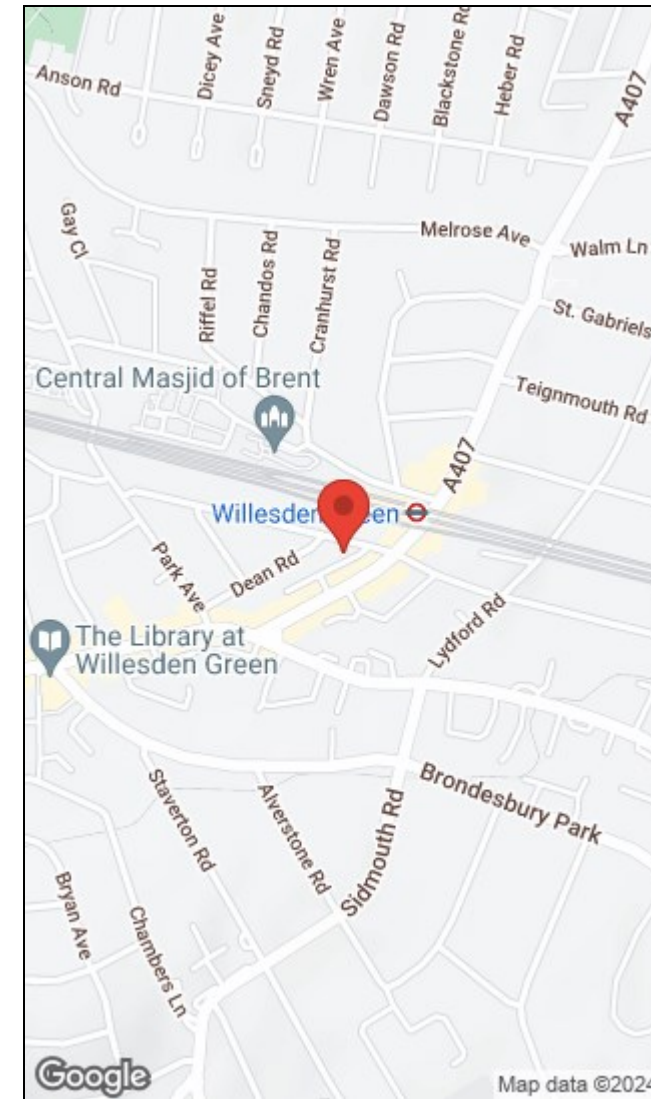 Dicey Ave
Sneyd Rd
Wren Ave
Dawson Rd
Blackstone Rd
Heber Rd
Anson Rd
A407
Gay Cl
Riffel Rd
Chandos Rd
Cranhurst Rd
Melrose Ave
Walm Ln
St. Gabriels
Central Masjid of Brent
Teignmouth Rd
A407
Willesden Green
Park Ave
Dean Rd
The Library at
Willesden Green
Lydford Rd
Brondesbury Park
Staverton Rd
Alverstone Rd
Sidmouth Rd
Bryan Ave
Chambers Ln
Google
Map data ©2024